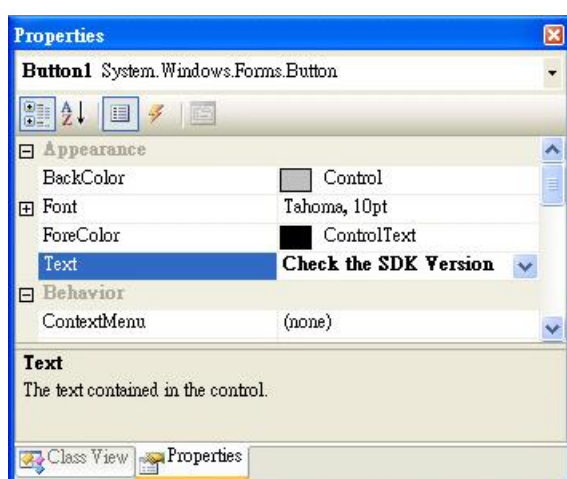 Properties
Button1 System.Windows.Forms.Button
Appearance
BackColor Control
Font Tahoma, 10pt
ForeColor ControlText
Text Check the SDK Version
Behavior
ContextMenu (none)
Text
The text contained in the control.
Class View Properties